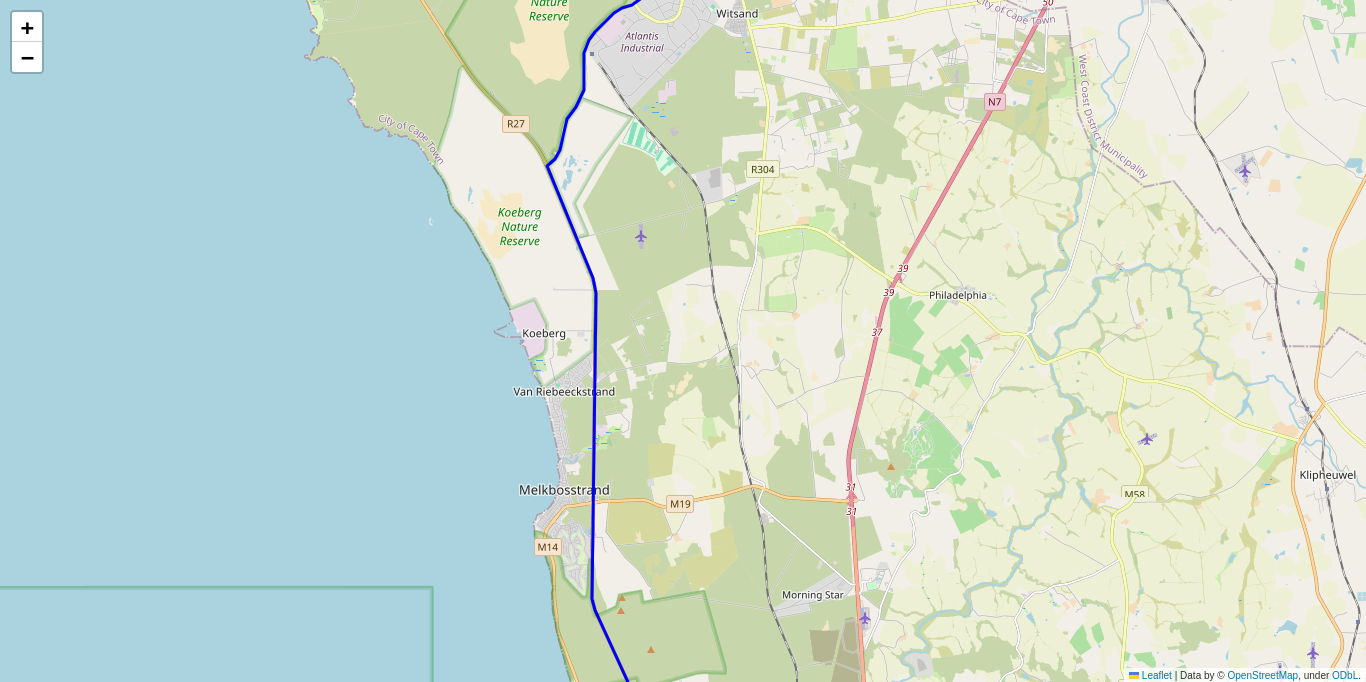 +
−
Nature
Reserve
Witsand
City of Cape Town
50
Atlantis
Industrial
West Coast District Municipality
N7
R27
City of Cape Town
R304
Koeberg
Nature
Reserve
39
39
Philadelphia
37
Koeberg
Van Riebeeckstrand
Klipheuwel
31
Melkbosstrand
M58
M19
31
M14
Morning Star
Leaflet | Data by © OpenStreetMap, under ODbL.